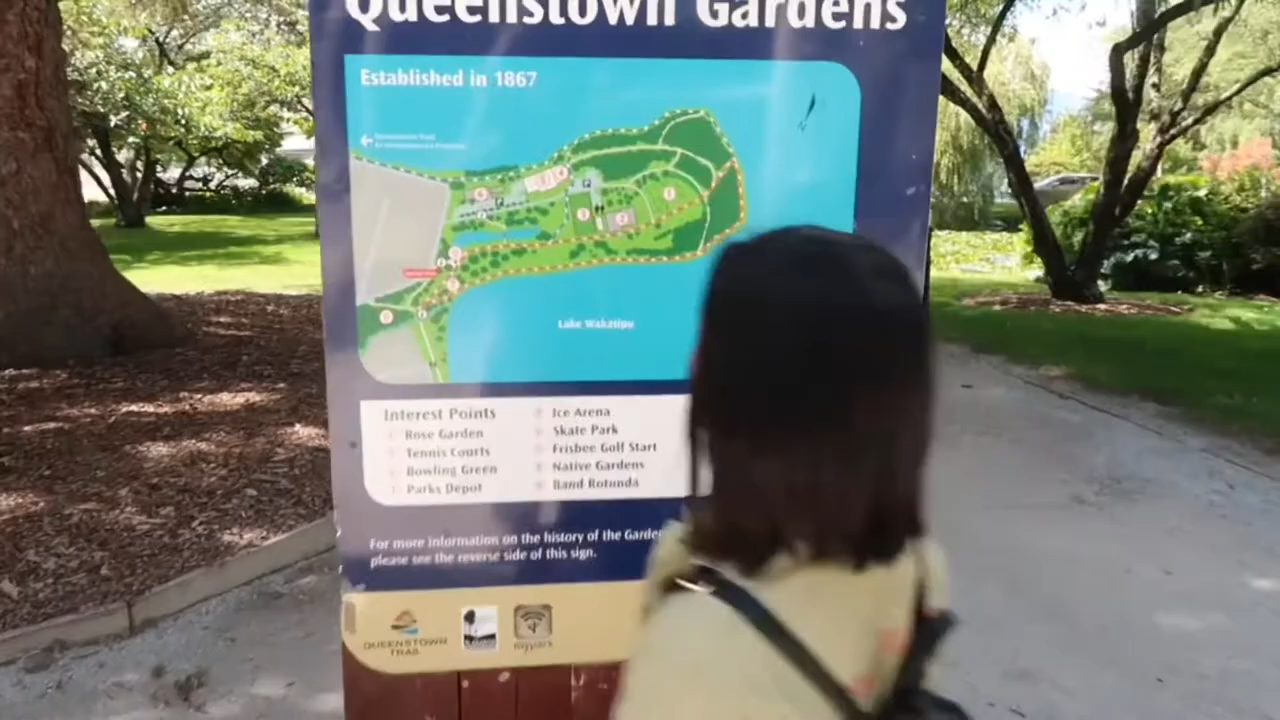 Queenstown Gardens
Established in 1867
Lake Wakatipu
Interest Points
Rose Garden
Tennis Courts
Bowling Green
Parks Depot
Ice Arena
Skate Park
Frisbee Golf Start
Native Gardens
Band Rotunda
For more information on the history of the Garde
please see the reverse side of this sign.
QUEENSTOWN
TRAIL
mypark